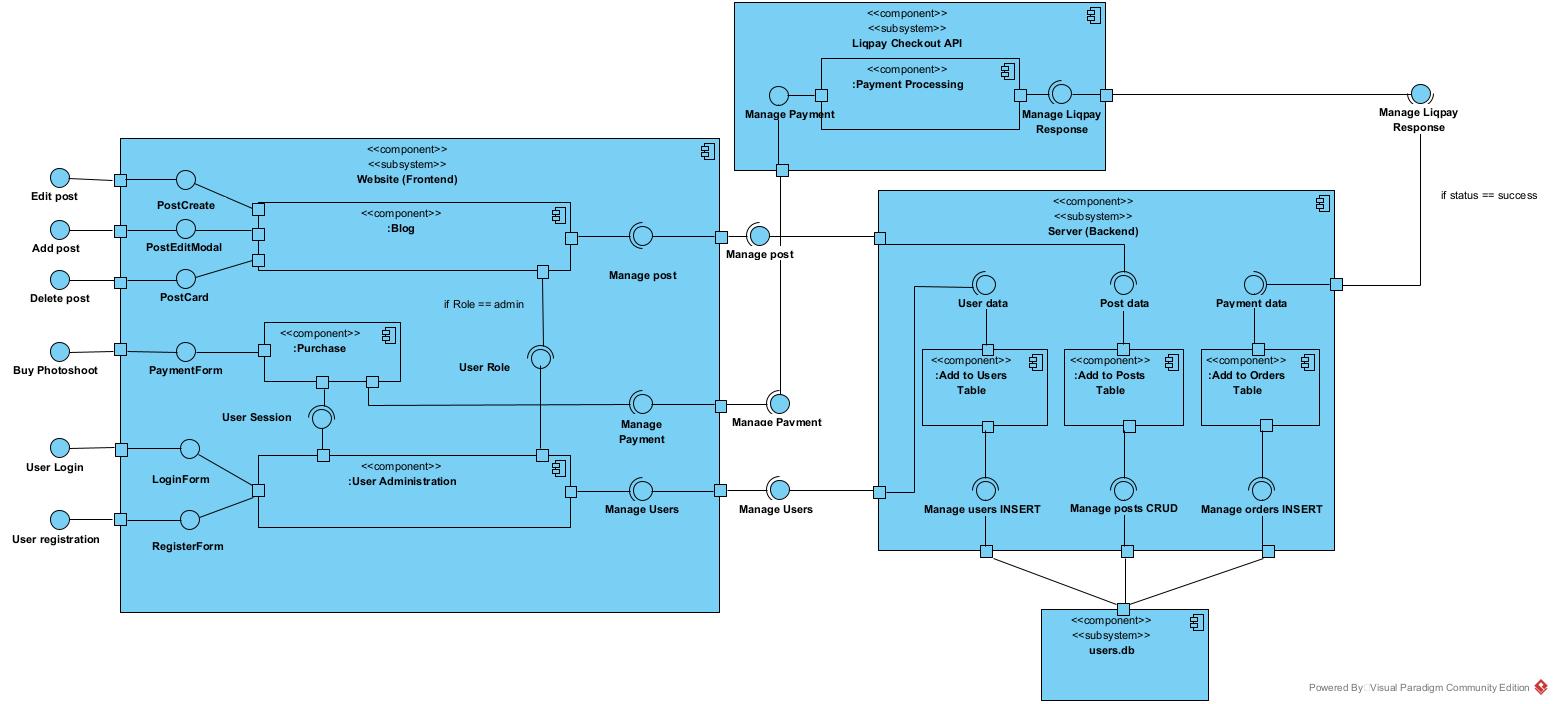 <<component>>
<<subsystem>>
Liqpay Checkout API
<<component>>
:Payment Processing
Manage Payment
Manage Liqpay
Response
Manage Liqpay
Response
if status == success
<<component>>
<<subsystem>>
Website (Frontend)
Edit post
Add post
Delete post
Buy Photoshoot
User Login
User registration
PostCreate
PostEditModal
PostCard
PaymentForm
LoginForm
RegisterForm
<<component>>
:Blog
if Role == admin
<<component>>
:Purchase
User Role
User Session
<<component>>
:User Administration
Manage post
Manage
Payment
Manage Users
Manage post
Manage Payment
Manage Users
<<component>>
<<subsystem>>
Server (Backend)
User data
Post data
Payment data
<<component>>
:Add to Users
Table
<<component>>
:Add to Posts
Table
<<component>>
:Add to Orders
Table
Manage users INSERT
Manage posts CRUD
Manage orders INSERT
<<component>>
<<subsystem>>
users.db
Powered By Visual Paradigm Community Edition